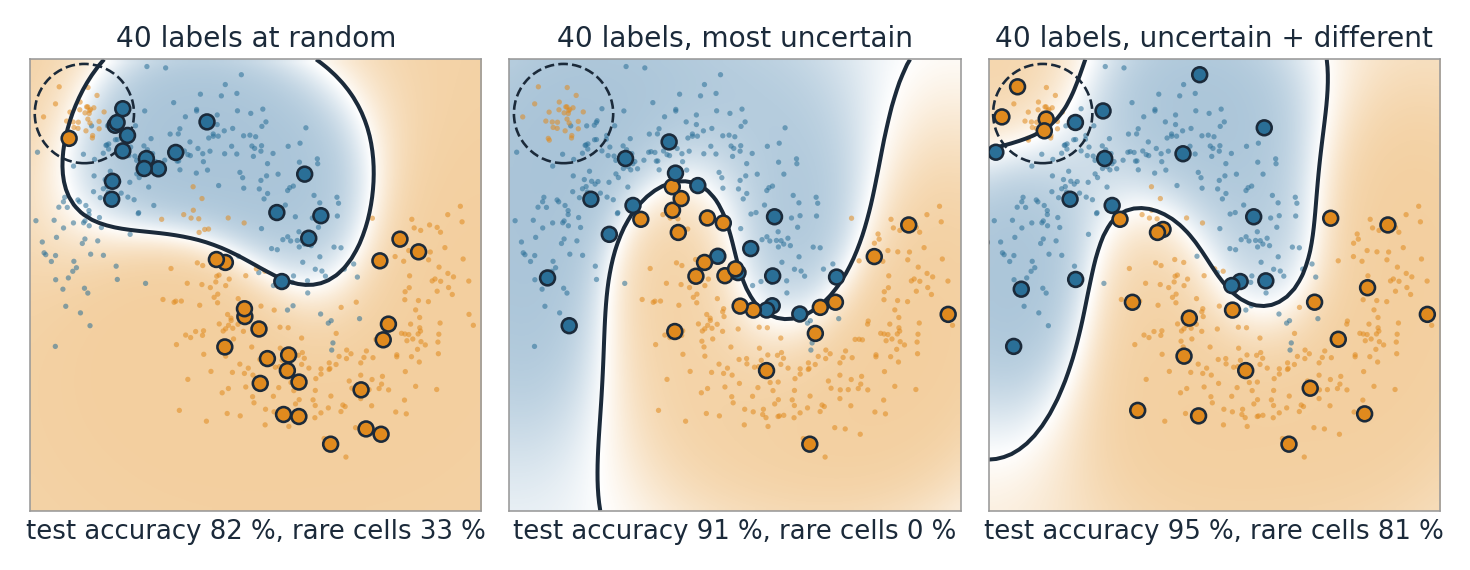 40 labels at random
40 labels, most uncertain
40 labels, uncertain + different
test accuracy 82 %, rare cells 33 %
test accuracy 91 %, rare cells 0 %
test accuracy 95 %, rare cells 81 %